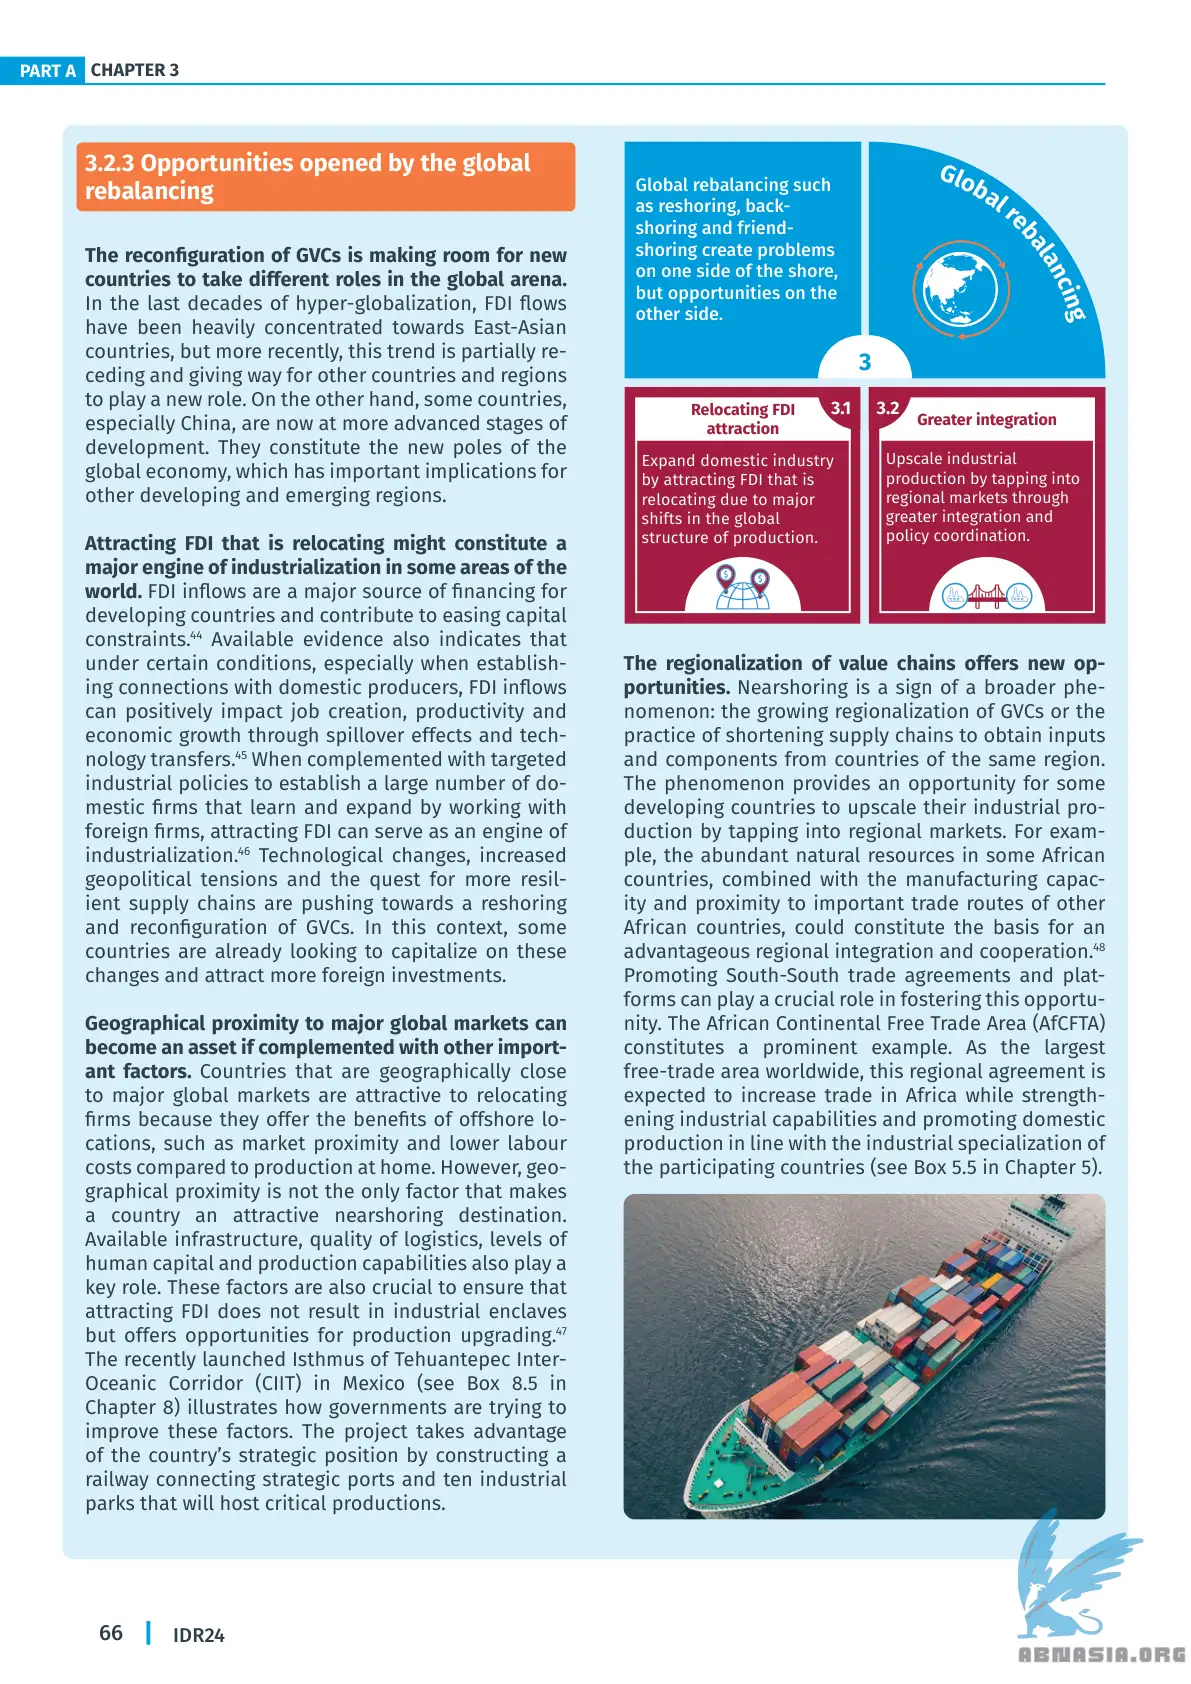 PART A CHAPTER 3
3.2.3 Opportunities opened by the global
rebalancing
The reconfiguration of GVCs is making room for new
countries to take different roles in the global arena.
In the last decades of hyper-globalization, FDI flows
have been heavily concentrated towards East-Asian
countries, but more recently, this trend is partially re-
ceding and giving way for other countries and regions
to play a new role. On the other hand, some countries,
especially China, are now at more advanced stages of
development. They constitute the new poles of the
global economy, which has important implications for
other developing and emerging regions.
Attracting FDI that is relocating might constitute a
major engine of industrialization in some areas of the
world. FDI inflows are a major source of financing for
developing countries and contribute to easing capital
constraints.⁴⁴ Available evidence also indicates that
under certain conditions, especially when establish-
ing connections with domestic producers, FDI inflows
can positively impact job creation, productivity and
economic growth through spillover effects and tech-
nology transfers.⁴⁵ When complemented with targeted
industrial policies to establish a large number of do-
mestic firms that learn and expand by working with
foreign firms, attracting FDI can serve as an engine of
industrialization.⁴⁶ Technological changes, increased
geopolitical tensions and the quest for more resil-
ient supply chains are pushing towards a reshoring
and reconfiguration of GVCs. In this context, some
countries are already looking to capitalize on these
changes and attract more foreign investments.
Geographical proximity to major global markets can
become an asset if complemented with other import-
ant factors. Countries that are geographically close
to major global markets are attractive to relocating
firms because they offer the benefits of offshore lo-
cations, such as market proximity and lower labour
costs compared to production at home. However, geo-
graphical proximity is not the only factor that makes
a country an attractive nearshoring destination.
Available infrastructure, quality of logistics, levels of
human capital and production capabilities also play a
key role. These factors are also crucial to ensure that
attracting FDI does not result in industrial enclaves
but offers opportunities for production upgrading.⁴⁷
The recently launched Isthmus of Tehuantepec Inter-
Oceanic Corridor (CIIT) in Mexico (see Box 8.5 in
Chapter 8) illustrates how governments are trying to
improve these factors. The project takes advantage
of the country's strategic position by constructing a
railway connecting strategic ports and ten industrial
parks that will host critical productions.
Global rebalancing such
as reshoring, back-
shoring and friend-
shoring create problems
on one side of the shore,
but opportunities on the
other side.
Global rebalancing
3
Relocating FDI
attraction
3.1
Expand domestic industry
by attracting FDI that is
relocating due to major
shifts in the global
structure of production.
$ $
3.2
Greater integration
Upscale industrial
production by tapping into
regional markets through
greater integration and
policy coordination.
The regionalization of value chains offers new op-
portunities. Nearshoring is a sign of a broader phe-
nomenon: the growing regionalization of GVCs or the
practice of shortening supply chains to obtain inputs
and components from countries of the same region.
The phenomenon provides an opportunity for some
developing countries to upscale their industrial pro-
duction by tapping into regional markets. For exam-
ple, the abundant natural resources in some African
countries, combined with the manufacturing capac-
ity and proximity to important trade routes of other
African countries, could constitute the basis for an
advantageous regional integration and cooperation.⁴⁸
Promoting South-South trade agreements and plat-
forms can play a crucial role in fostering this opportu-
nity. The African Continental Free Trade Area (AfCFTA)
constitutes a prominent example. As the largest
free-trade area worldwide, this regional agreement is
expected to increase trade in Africa while strength-
ening industrial capabilities and promoting domestic
production in line with the industrial specialization of
the participating countries (see Box 5.5 in Chapter 5).
66 IDR24
ABNASIA.ORG